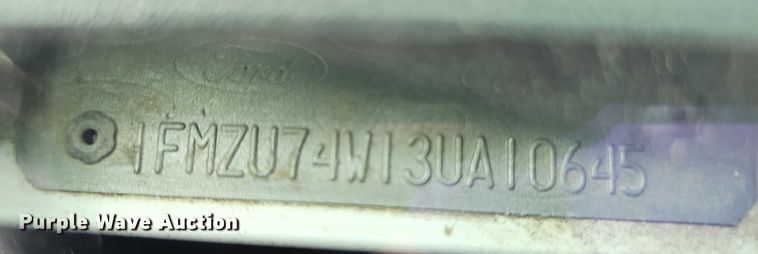 Ford
1FMZU74W13UA10645
Purple Wave Auction